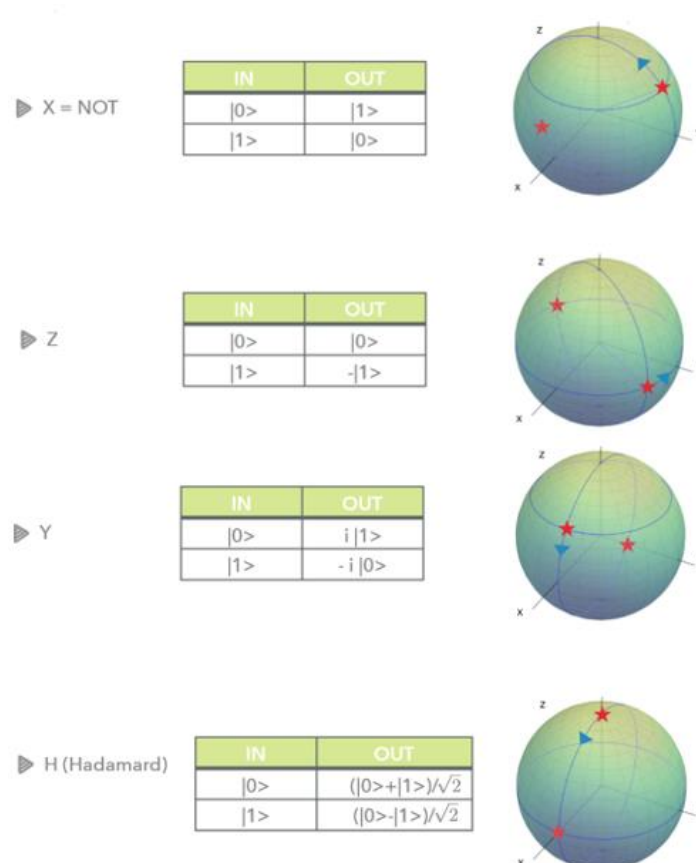 z
IN OUT
X = NOT
|0> |1>
|1> |0>
x
z
IN OUT
Z
|0> |0>
|1> -|1>
x
z
IN OUT
Y
|0> i |1>
|1> - i |0>
x
z
IN OUT
H (Hadamard)
|0> (|0>+|1>)/√2
|1> (|0>-|1>)/√2
x